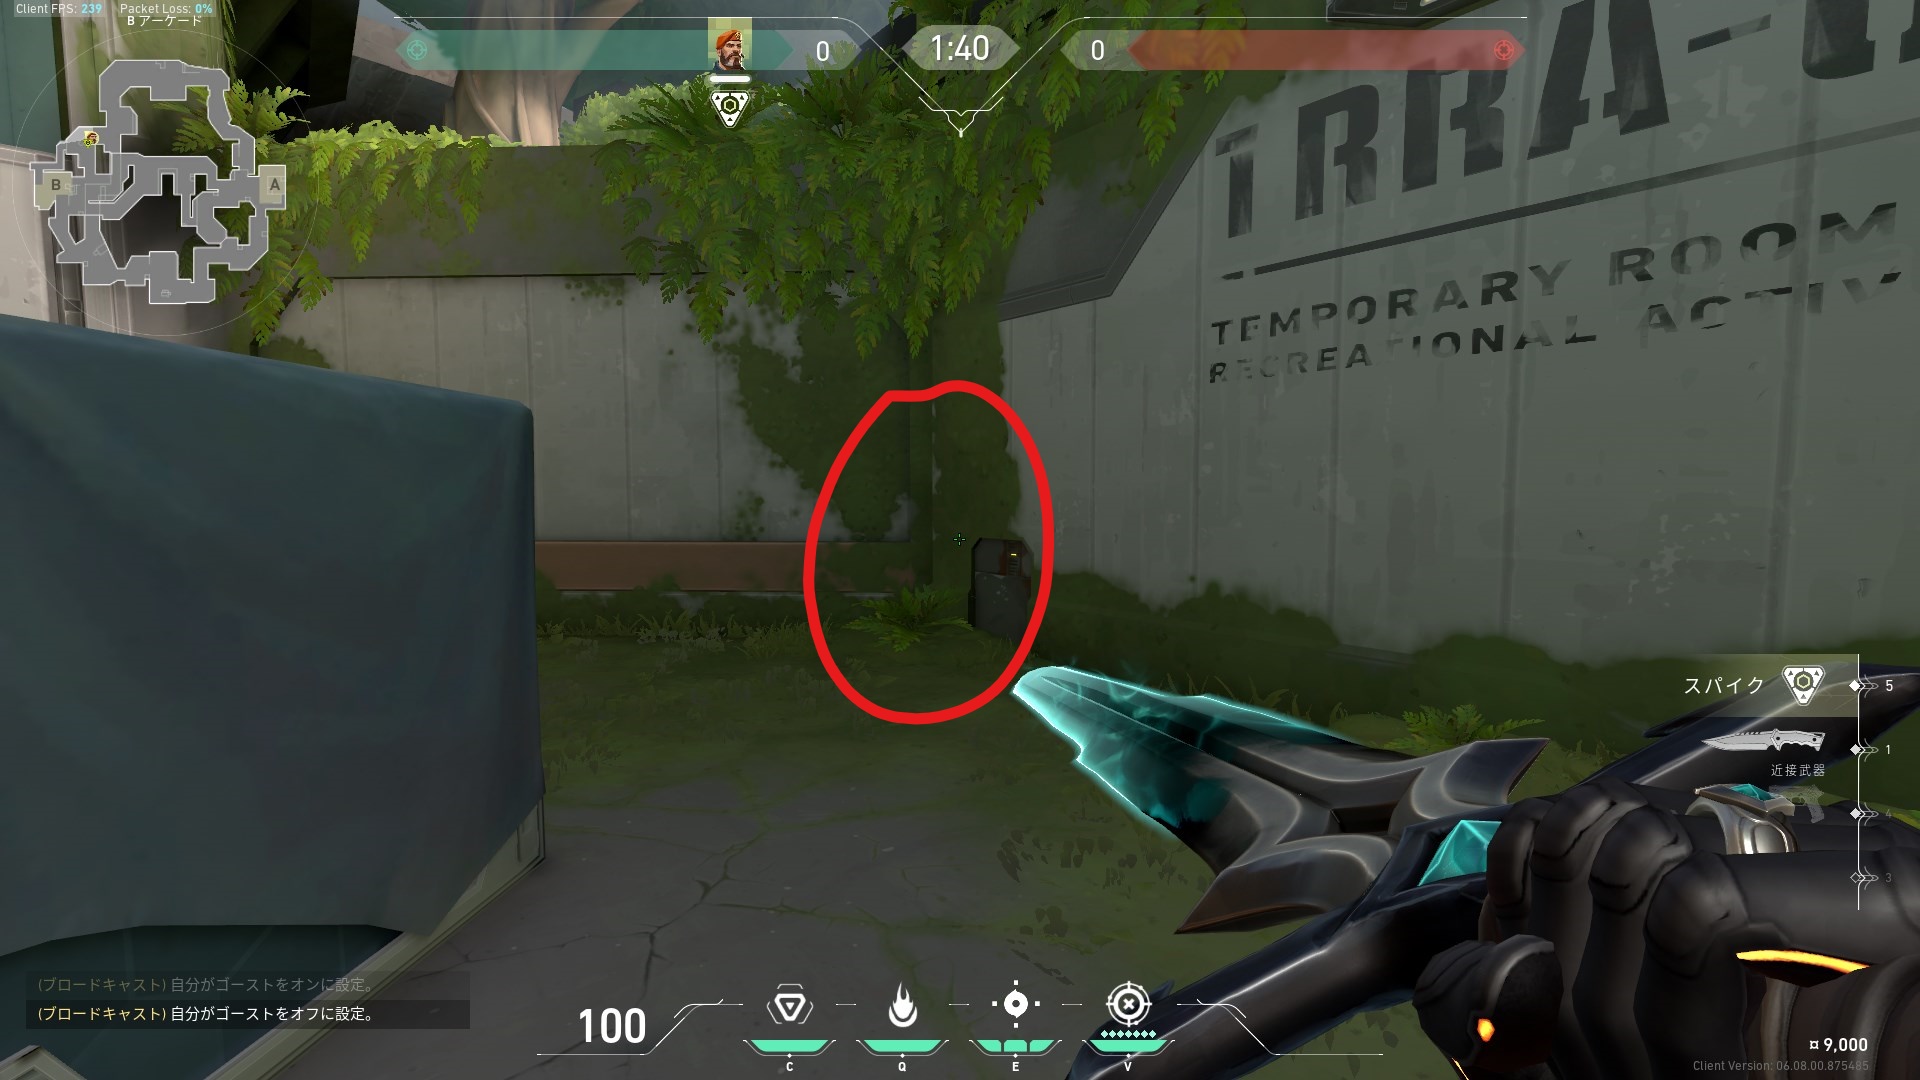 Client FPS: 239 Packet Loss: 0%
B アーケード
0 1:40 0
B
A
TEMPORARY ROOM
RECREATIONAL ACTIV
スパイク 5
1
近接武器
4
3
(ブロードキャスト) 自分がゴーストをオンに設定。
(ブロードキャスト) 自分がゴーストをオフに設定。
100
C Q E V
¤ 9,000
Client Version: 06.08.00.875485